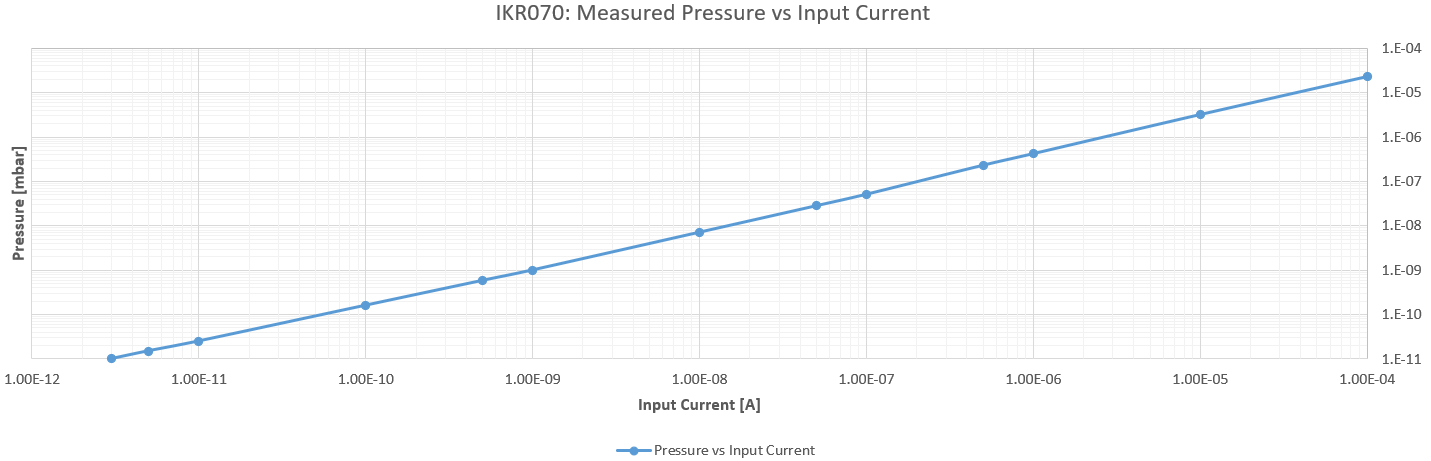 IKR070: Measured Pressure vs Input Current
1.E-04
1.E-05
1.E-06
1.E-07
1.E-08
1.E-09
1.E-10
1.E-11
Pressure [mbar]
1.00E-12 1.00E-11 1.00E-10 1.00E-09 1.00E-08 1.00E-07 1.00E-06 1.00E-05 1.00E-04
Input Current [A]
Pressure vs Input Current